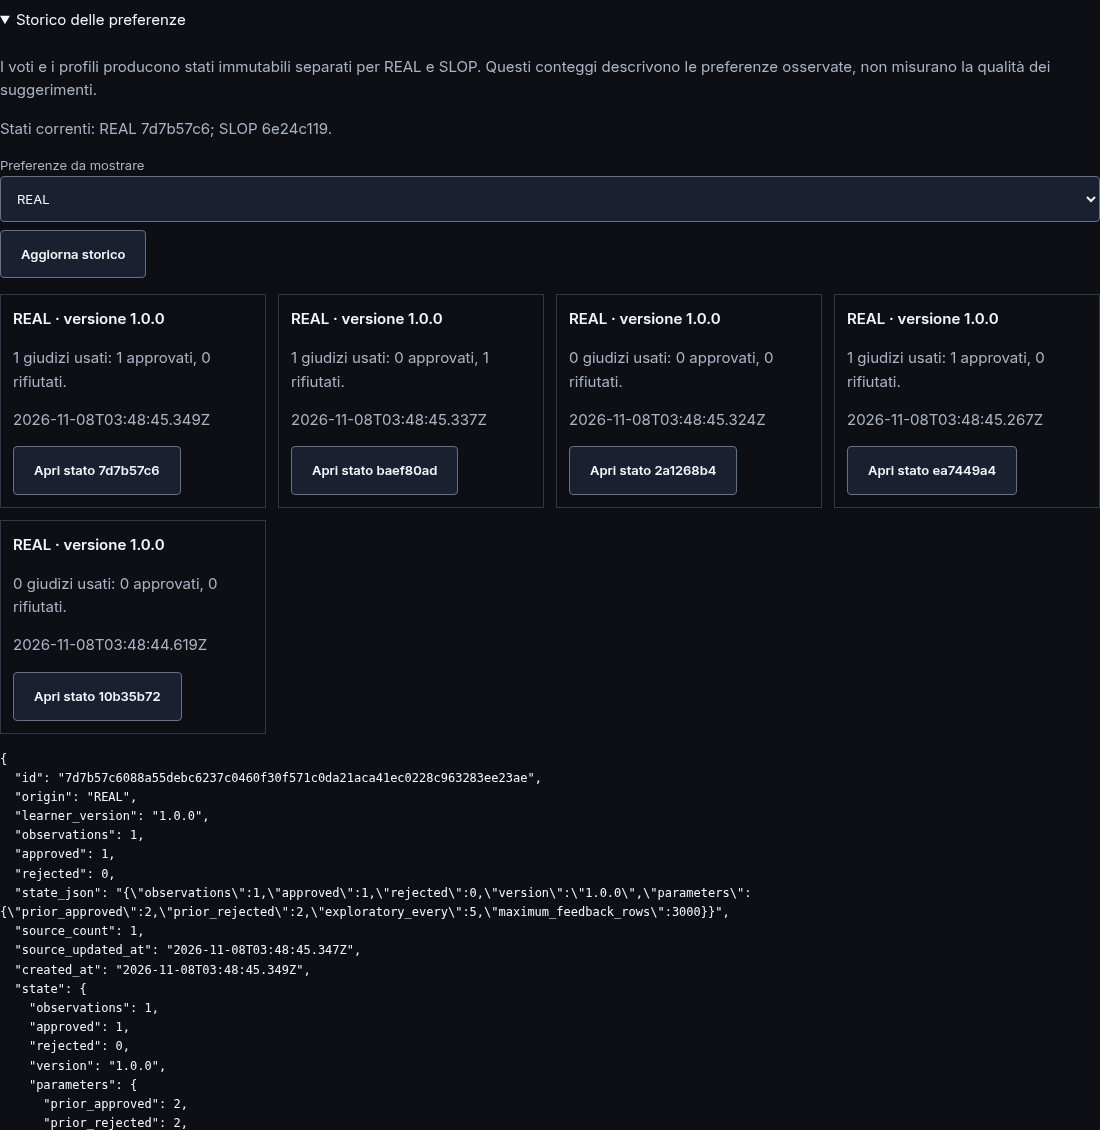 ▼ Storico delle preferenze
I voti e i profili producono stati immutabili separati per REAL e SLOP. Questi conteggi descrivono le preferenze osservate, non misurano la qualità dei
suggerimenti.
Stati correnti: REAL 7d7b57c6; SLOP 6e24c119.
Preferenze da mostrare
REAL
Aggiorna storico
REAL · versione 1.0.0
1 giudizi usati: 1 approvati, 0
rifiutati.
2026-11-08T03:48:45.349Z
Apri stato 7d7b57c6
REAL · versione 1.0.0
1 giudizi usati: 0 approvati, 1
rifiutati.
2026-11-08T03:48:45.337Z
Apri stato baef80ad
REAL · versione 1.0.0
0 giudizi usati: 0 approvati, 0
rifiutati.
2026-11-08T03:48:45.324Z
Apri stato 2a1268b4
REAL · versione 1.0.0
1 giudizi usati: 1 approvati, 0
rifiutati.
2026-11-08T03:48:45.267Z
Apri stato ea7449a4
REAL · versione 1.0.0
0 giudizi usati: 0 approvati, 0
rifiutati.
2026-11-08T03:48:44.619Z
Apri stato 10b35b72
{
  "id": "7d7b57c6088a55debc6237c0460f30f571c0da21aca41ec0228c963283ee23ae",
  "origin": "REAL",
  "learner_version": "1.0.0",
  "observations": 1,
  "approved": 1,
  "rejected": 0,
  "state_json": "{\"observations\":1,\"approved\":1,\"rejected\":0,\"version\":\"1.0.0\",\"parameters\":
{\"prior_approved\":2,\"prior_rejected\":2,\"exploratory_every\":5,\"maximum_feedback_rows\":3000}}",
  "source_count": 1,
  "source_updated_at": "2026-11-08T03:48:45.347Z",
  "created_at": "2026-11-08T03:48:45.349Z",
  "state": {
    "observations": 1,
    "approved": 1,
    "rejected": 0,
    "version": "1.0.0",
    "parameters": {
      "prior_approved": 2,
      "prior_rejected": 2,